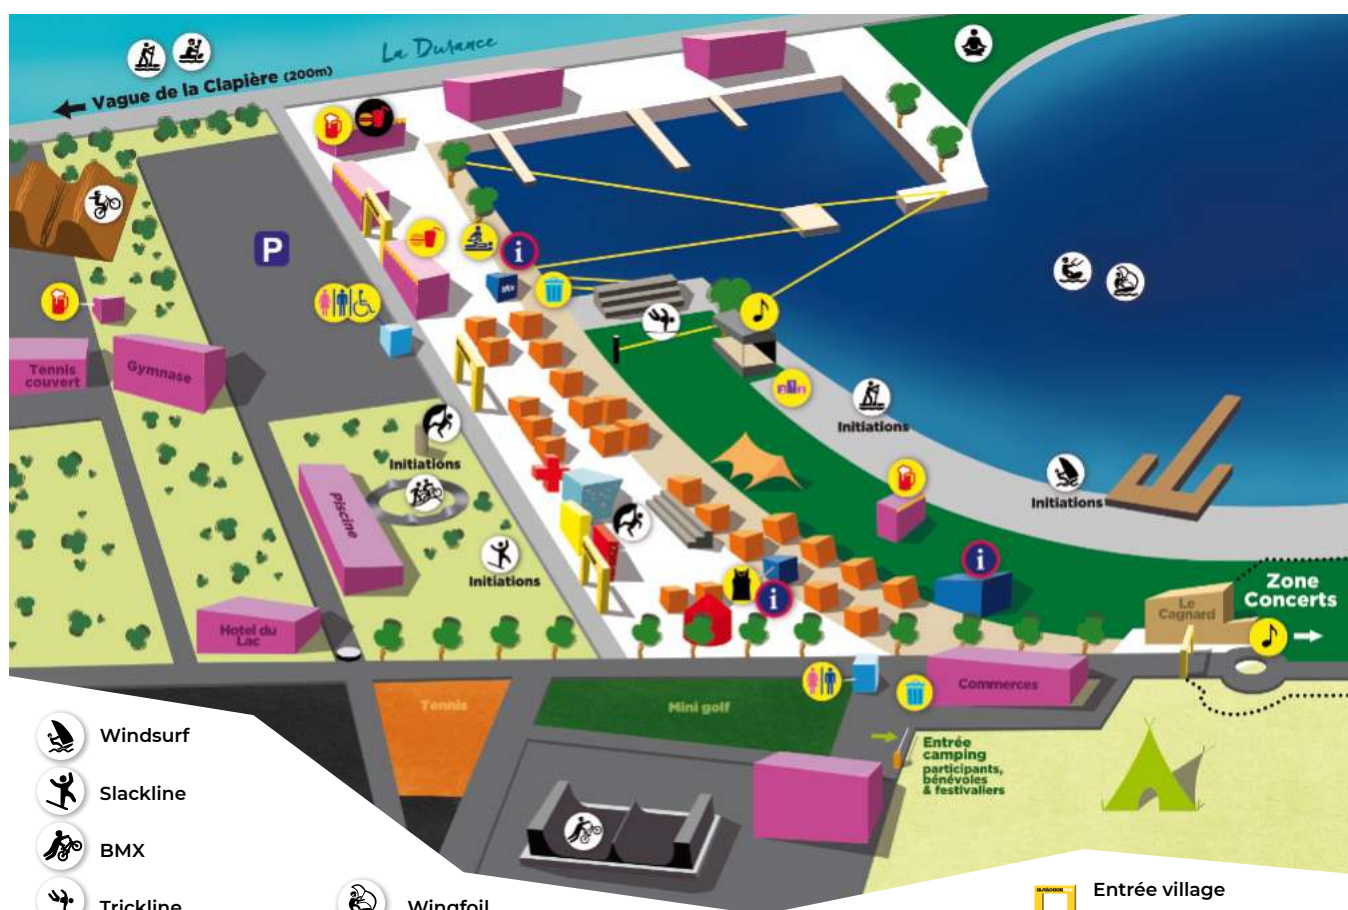 La Durance
Vague de la Clapière (200m)
P
i
Tennis
couvert
Gymnase
Initiations
Initiations
Initiations
Piscine
Initiations
i
i
Hotel du
Lac
Le
Cagnard
Zone
Concerts
Commerces
Tennis
Mini golf
Entrée
camping
participants,
bénévoles
& festivaliers
Windsurf
Slackline
BMX
Trickline
Wingfoil
Entrée village